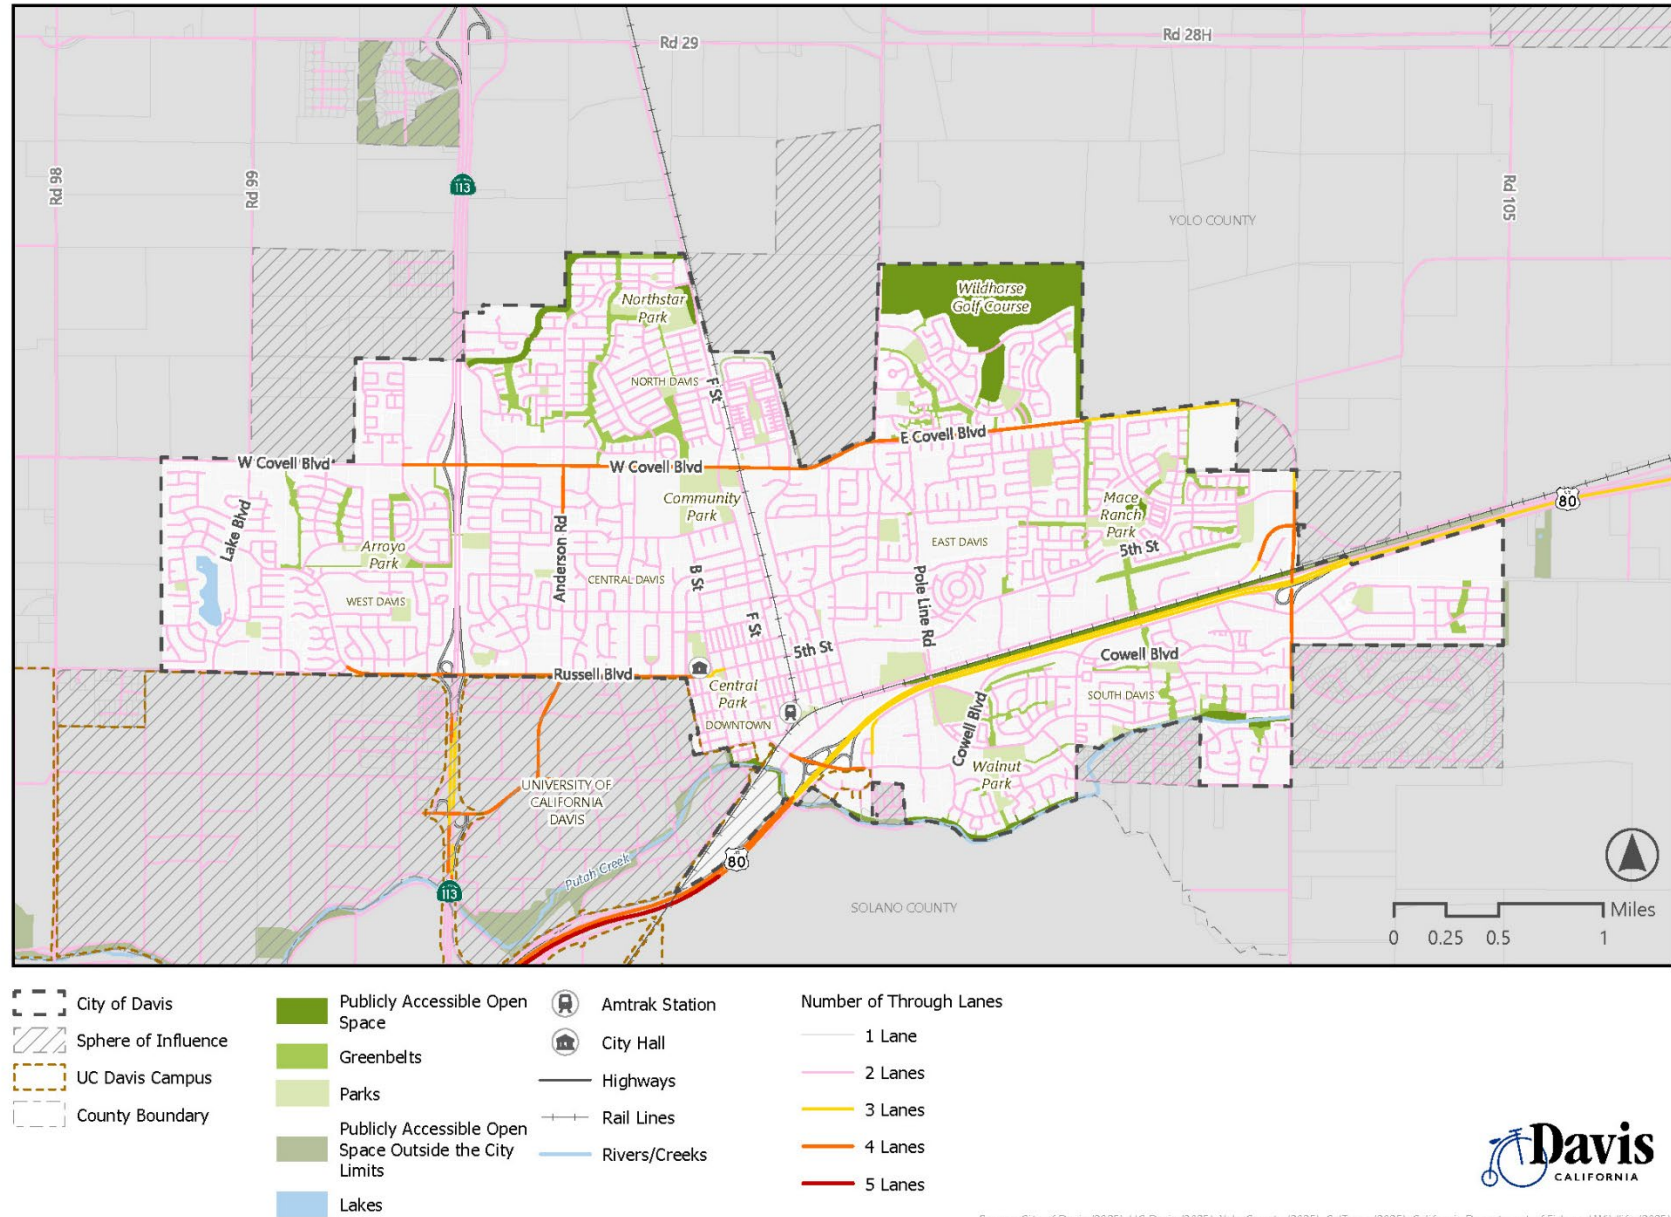 Rd 29
Rd 28H
Rd 98
Rd 99
113
Rd 105
YOLO COUNTY
Wildhorse
Golf Course
Northstar
Park
NORTH DAVIS
F St
E Covell Blvd
W Covell Blvd
W Covell Blvd
Community
Park
Mace
Ranch
Park
80
Lake Blvd
Anderson Rd
Arroyo
Park
EAST DAVIS
5th St
CENTRAL DAVIS
B St
Pole Line Rd
WEST DAVIS
F St
5th St
Cowell Blvd
Russell Blvd
Central
Park
SOUTH DAVIS
DOWNTOWN
Cowell Blvd
Walnut
Park
UNIVERSITY OF
CALIFORNIA
DAVIS
Putah Creek
80
113
SOLANO COUNTY
Miles
0 0.25 0.5 1
City of Davis
Sphere of Influence
UC Davis Campus
County Boundary
Publicly Accessible Open
Space
Greenbelts
Parks
Publicly Accessible Open
Space Outside the City
Limits
Lakes
Amtrak Station
City Hall
Highways
Rail Lines
Rivers/Creeks
Number of Through Lanes
1 Lane
2 Lanes
3 Lanes
4 Lanes
5 Lanes
Davis
CALIFORNIA